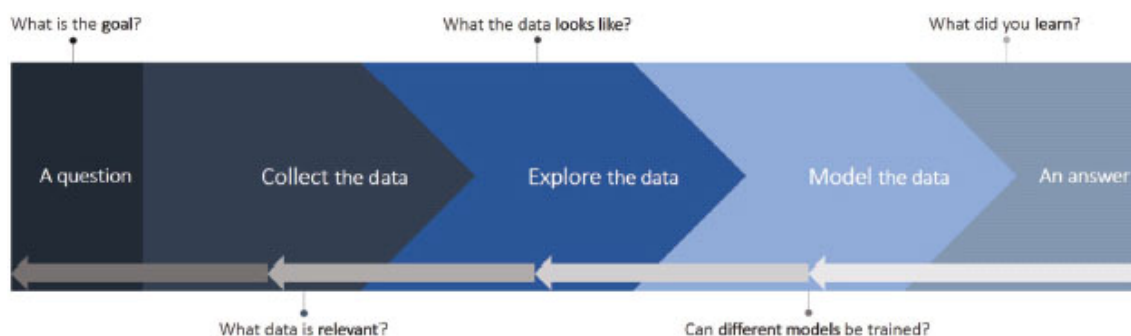 What is the goal?
What the data looks like?
What did you learn?
A question
Collect the data
Explore the data
Model the data
An answer
What data is relevant?
Can different models be trained?